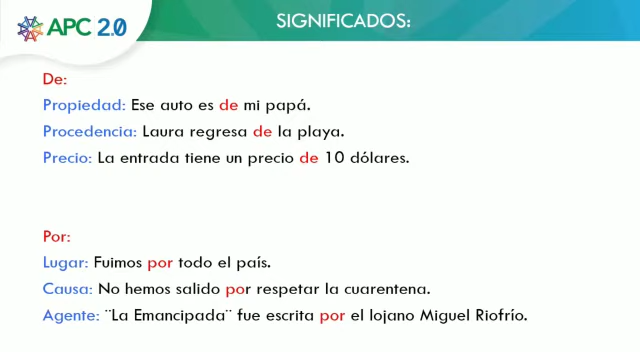 APC 2.0
SIGNIFICADOS:
De:
Propiedad: Ese auto es de mi papá.
Procedencia: Laura regresa de la playa.
Precio: La entrada tiene un precio de 10 dólares.
Por:
Lugar: Fuimos por todo el país.
Causa: No hemos salido por respetar la cuarentena.
Agente: ¨La Emancipada¨ fue escrita por el lojano Miguel Riofrío.